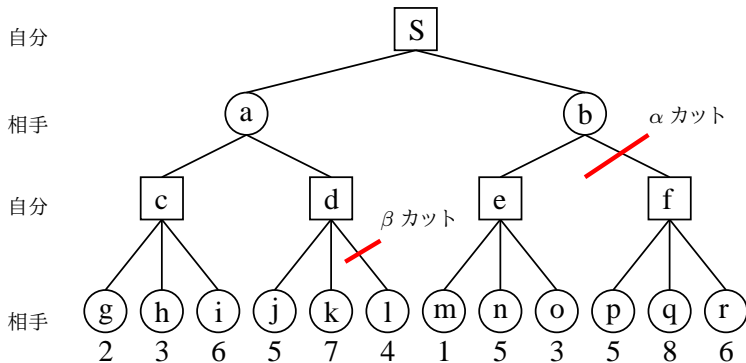 自分 S
相手 a b α カット
自分 c d e f
β カット
相手 g h i j k l m n o p q r
2 3 6 5 7 4 1 5 3 5 8 6